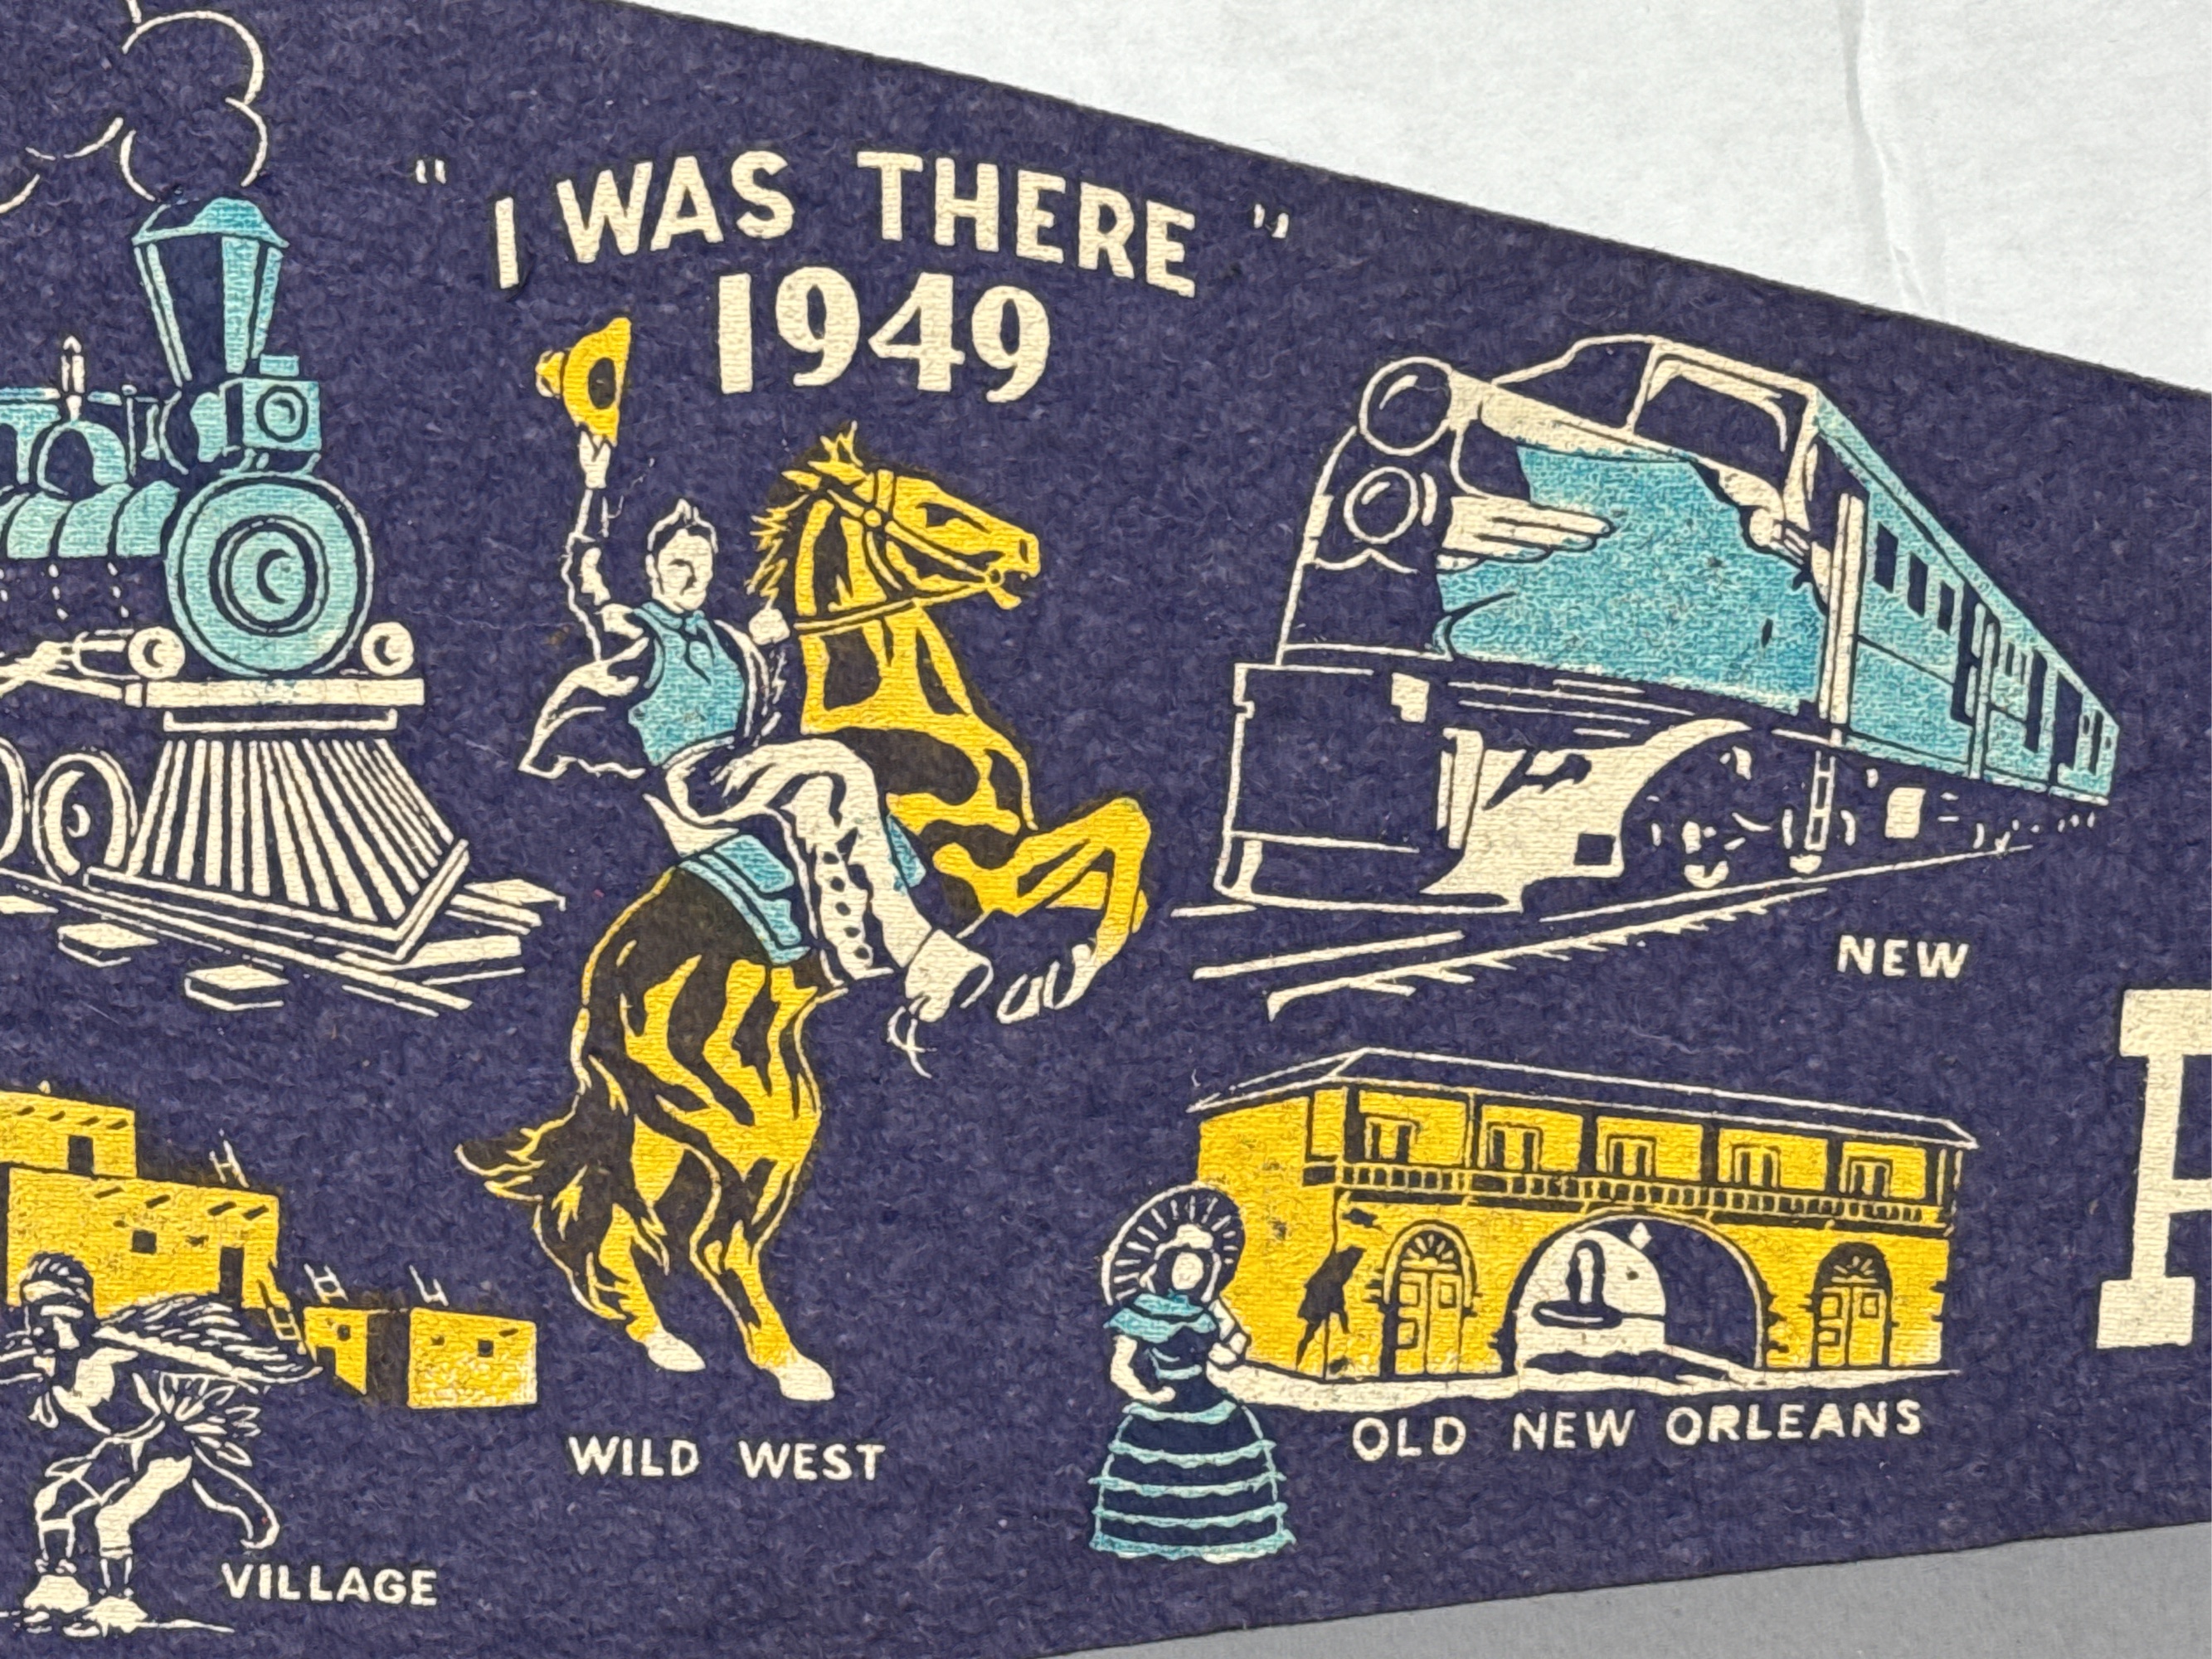 " I WAS THERE "
1949
NEW
OLD NEW ORLEANS
WILD WEST
VILLAGE